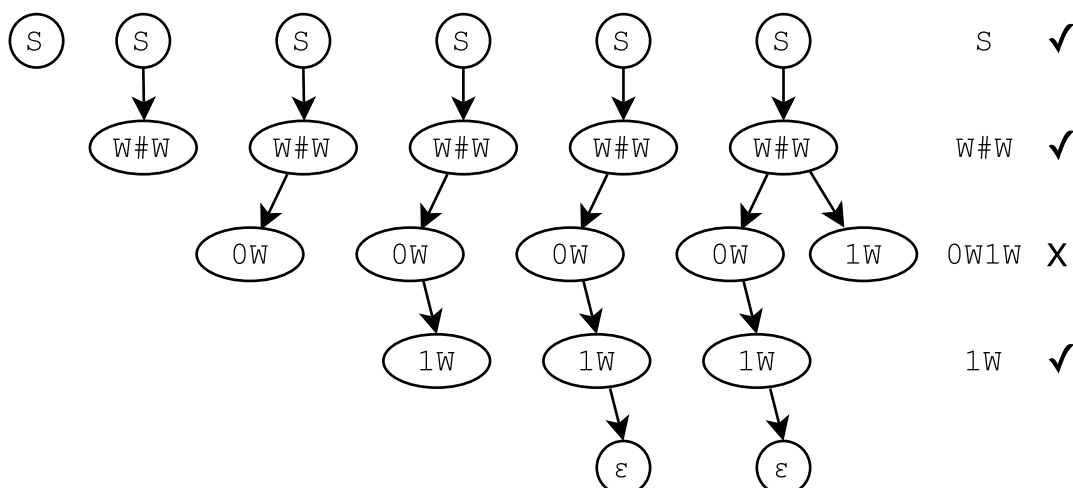 S S S S S S S ✓
W#W W#W W#W W#W W#W W#W ✓
0W 0W 0W 0W 1W 0W1W X
1W 1W 1W 1W ✓
ε ε